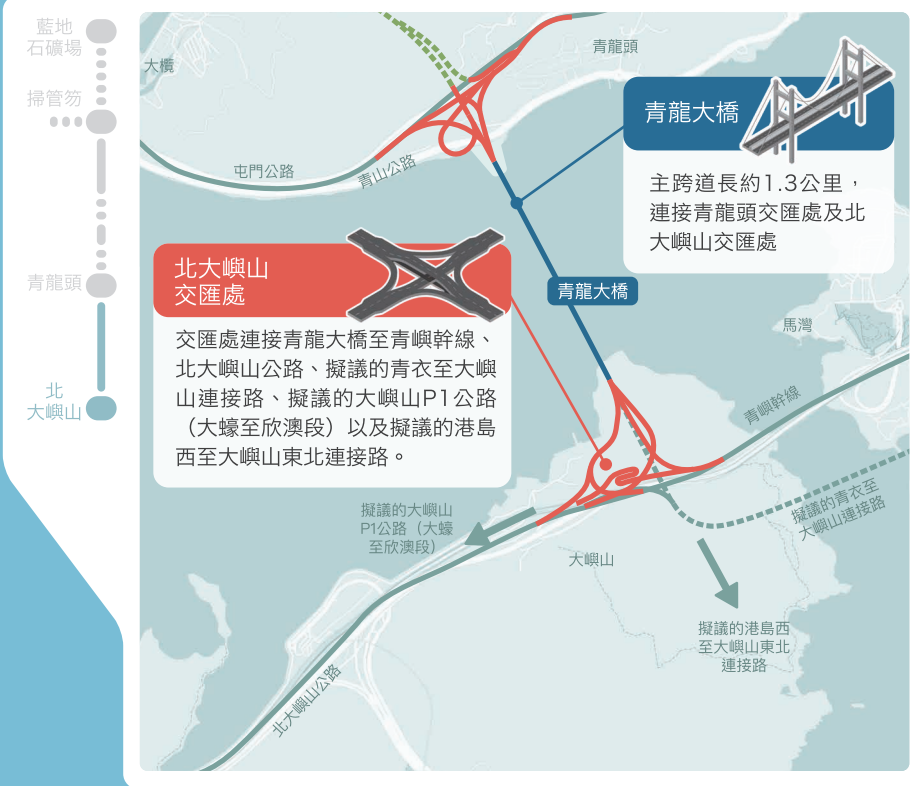 藍地
石礦場
掃管笏
青龍頭
北
大嶼山
大欖
青龍頭
屯門公路
青山公路
青龍大橋
主跨道長約1.3公里，
連接青龍頭交匯處及北
大嶼山交匯處
北大嶼山
交匯處
交匯處連接青龍大橋至青嶼幹線、
北大嶼山公路、擬議的青衣至大嶼
山連接路、擬議的大嶼山P1公路
（大蠔至欣澳段）以及擬議的港島
西至大嶼山東北連接路。
青龍大橋
馬灣
青嶼幹線
擬議的青衣至
大嶼山連接路
擬議的大嶼山
P1公路（大蠔
至欣澳段）
大嶼山
擬議的港島西
至大嶼山東北
連接路
北大嶼山公路